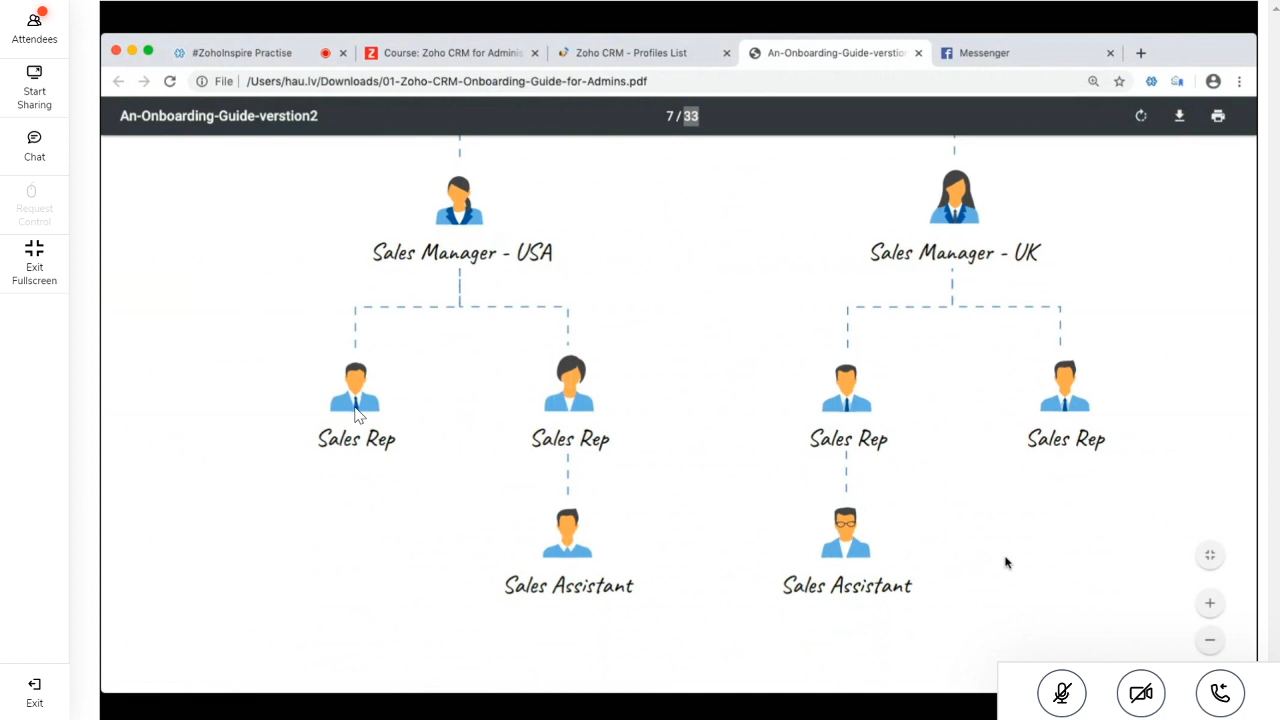 Attendees
Start
Sharing
Chat
Request
Control
Exit
Fullscreen
Exit
#ZohoInspire Practise
Course: Zoho CRM for Adminis
Zoho CRM - Profiles List
An-Onboarding-Guide-verstion
Messenger
File
/Users/hau.lv/Downloads/01-Zoho-CRM-Onboarding-Guide-for-Admins.pdf
An-Onboarding-Guide-verstion2
7 / 33
Sales Manager - USA
Sales Manager - UK
Sales Rep
Sales Rep
Sales Rep
Sales Rep
Sales Assistant
Sales Assistant